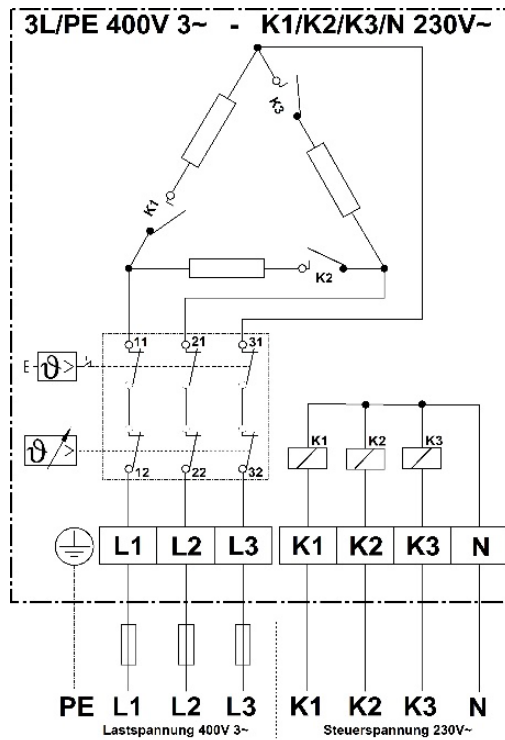 3L/PE 400V 3~ - K1/K2/K3/N 230V~
K3
K1
K2
11 21 31
ϑ >
E
K1 K2 K3
ϑ >
12 22 32
L1 L2 L3 K1 K2 K3 N
PE L1 L2 L3 K1 K2 K3 N
Lastspannung 400V 3~ Steuerspannung 230V~